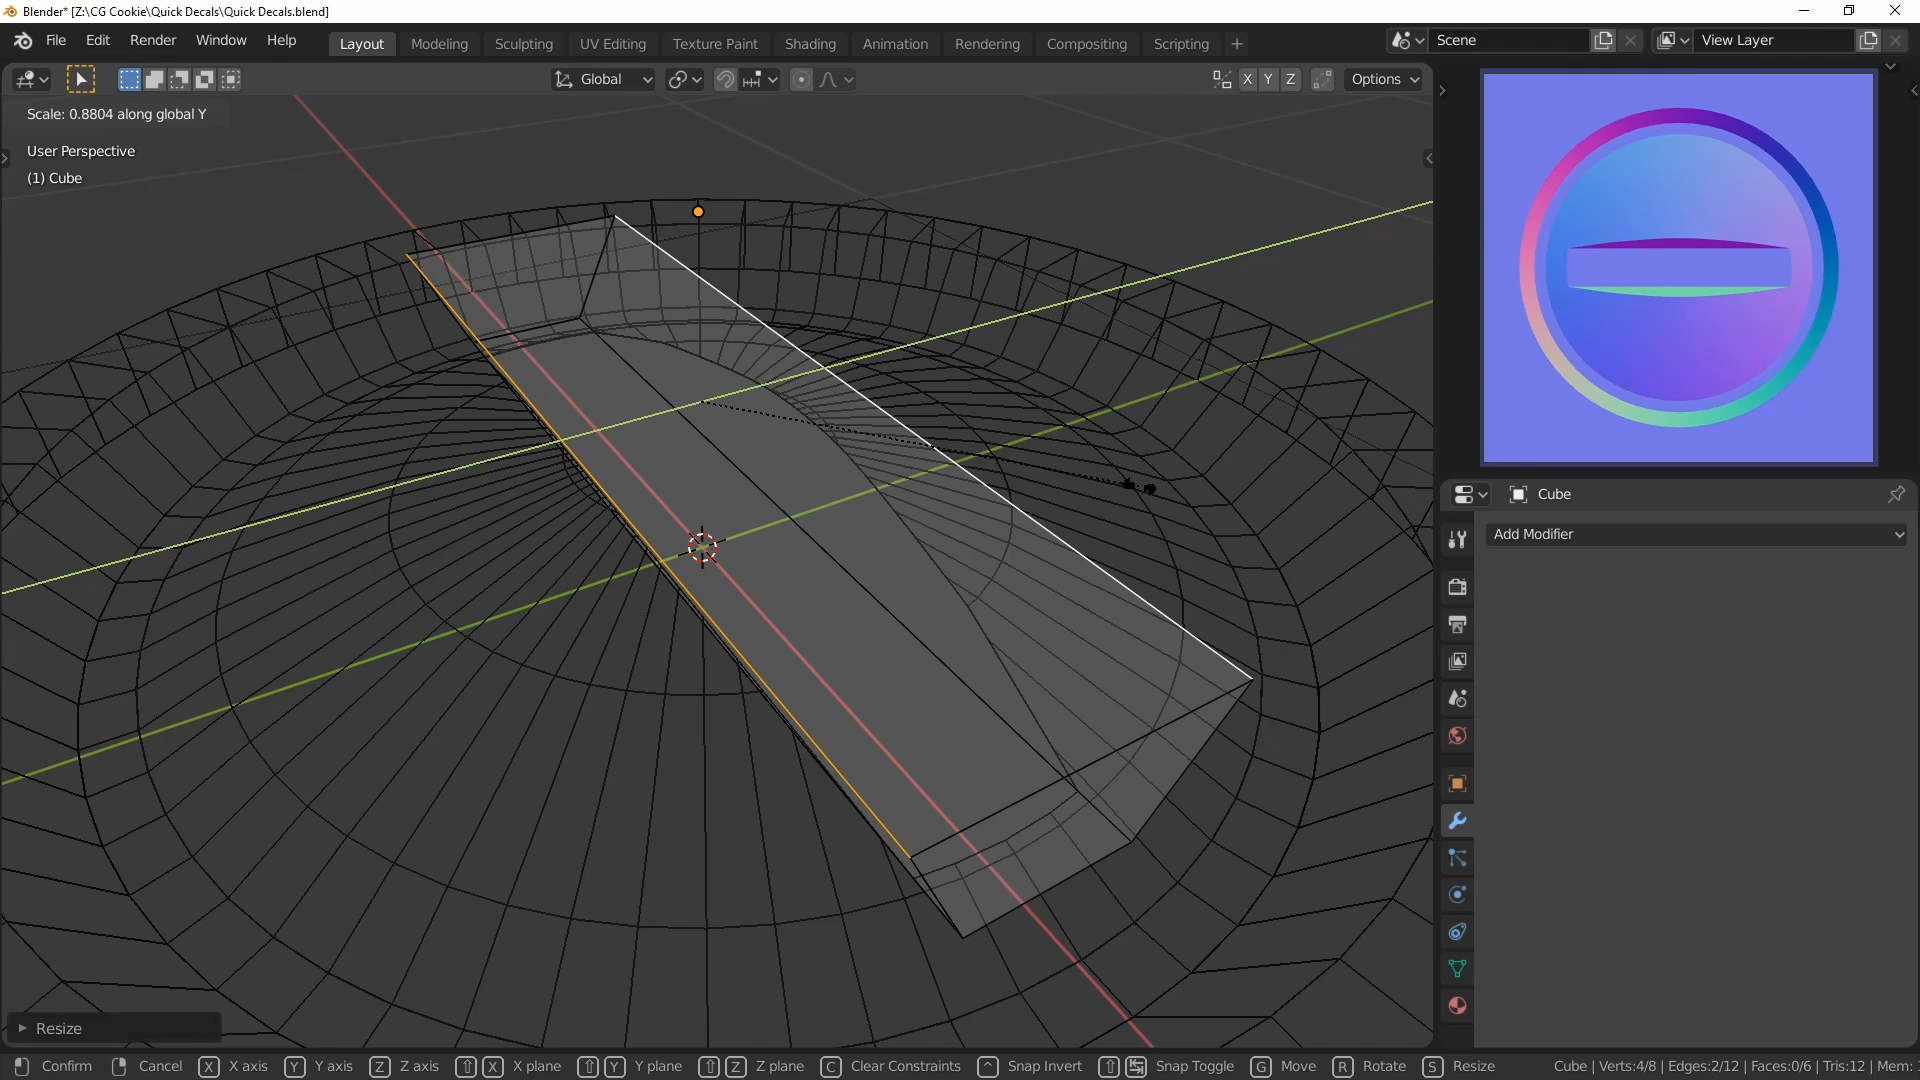 Blender* [Z:\CG Cookie\Quick Decals\Quick Decals.blend]
File Edit Render Window Help Layout Modeling Sculpting UV Editing Texture Paint Shading Animation Rendering Compositing Scripting + Scene View Layer
Global X Y Z Options
Scale: 0.8804 along global Y
User Perspective
(1) Cube
Cube
Add Modifier
Resize
Confirm Cancel X X axis Y Y axis Z Z axis X X plane Y Y plane Z Z plane C Clear Constraints ^ Snap Invert Snap Toggle G Move R Rotate S Resize Cube | Verts:4/8 | Edges:2/12 | Faces:0/6 | Tris:12 | Mem: